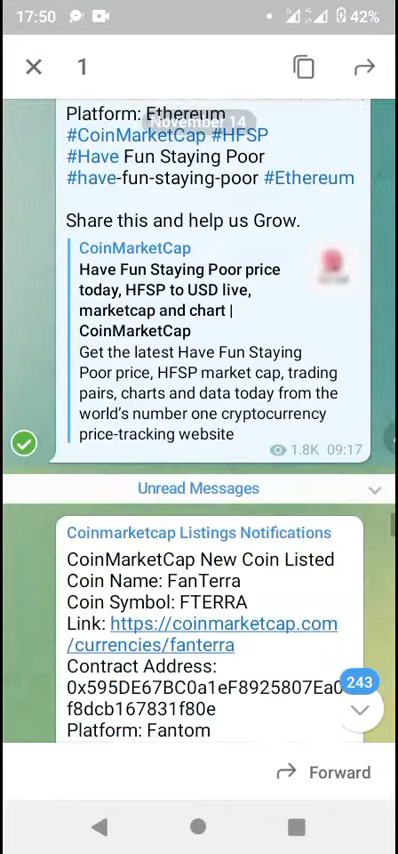 17:50
42%
1
Platform: Ethereum
November 14
#CoinMarketCap #HFSP
#Have Fun Staying Poor
#have-fun-staying-poor #Ethereum
Share this and help us Grow.
CoinMarketCap
Have Fun Staying Poor price
today, HFSP to USD live,
marketcap and chart |
CoinMarketCap
Get the latest Have Fun Staying
Poor price, HFSP market cap, trading
pairs, charts and data today from the
world's number one cryptocurrency
price-tracking website
1.8K 09:17
Unread Messages
Coinmarketcap Listings Notifications
CoinMarketCap New Coin Listed
Coin Name: FanTerra
Coin Symbol: FTERRA
Link: https://coinmarketcap.com
/currencies/fanterra
Contract Address:
0x595DE67BC0a1eF8925807Ea0
f8dcb167831f80e
243
Platform: Fantom
Forward